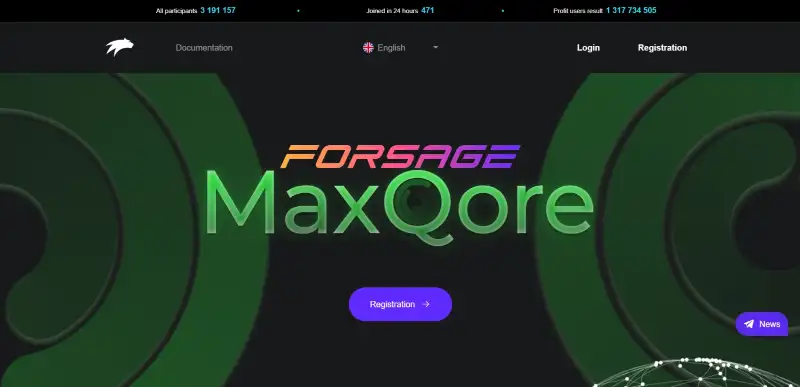 All participants 3 191 157 • Joined in 24 hours 471 • Profit users result 1 317 734 505
Documentation English Login Registration
FORSAGE
MaxQore
Registration →
News